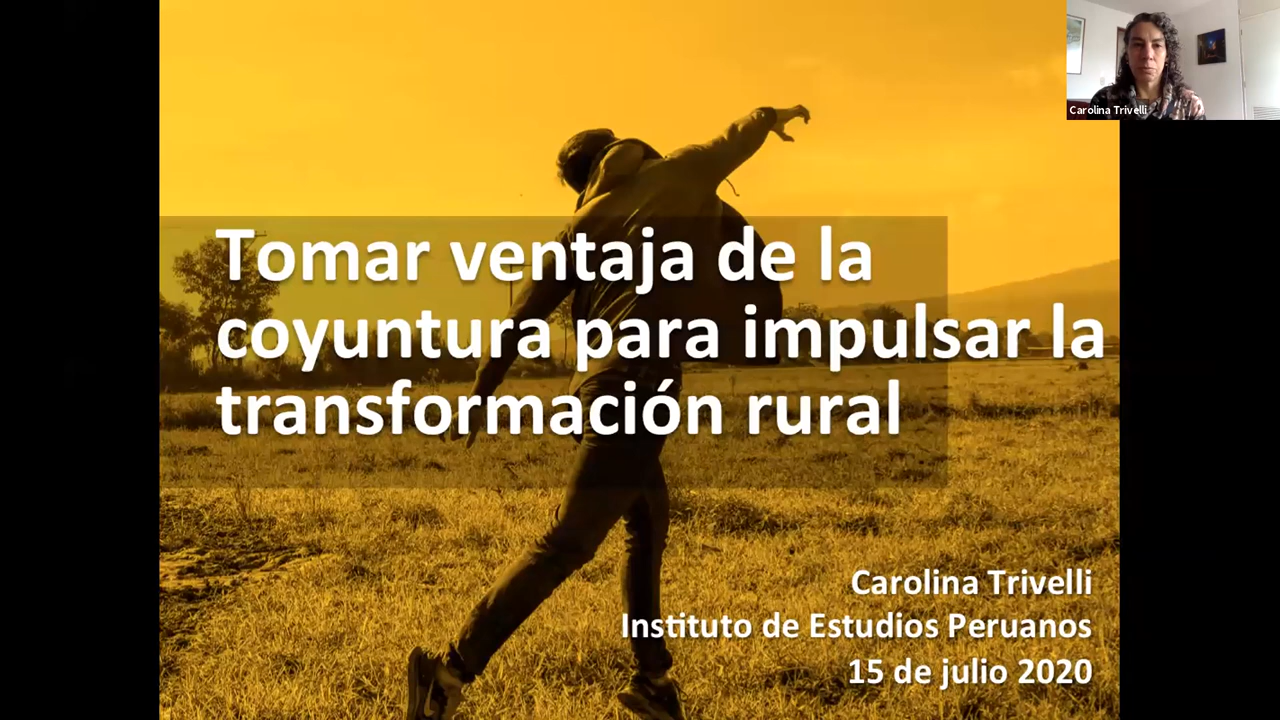 Carolina Trivelli
Tomar ventaja de la
coyuntura para impulsar la
transformación rural
Carolina Trivelli
Instituto de Estudios Peruanos
15 de julio 2020